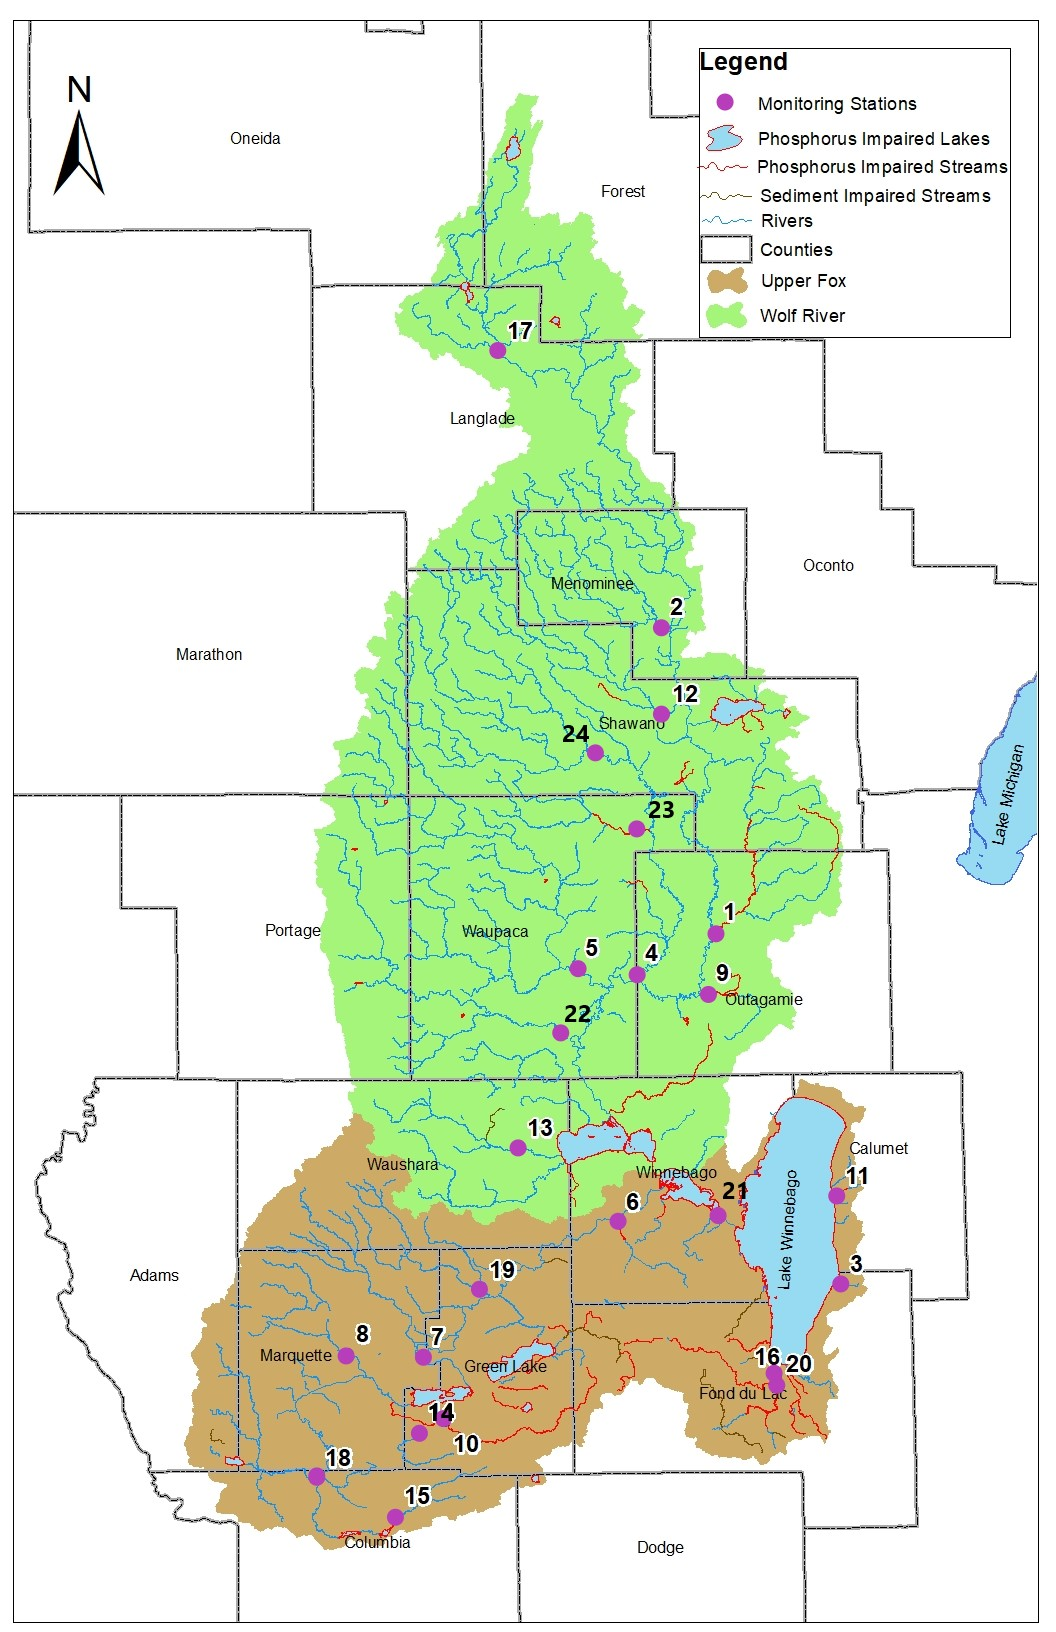 N
Legend
Monitoring Stations
Phosphorus Impaired Lakes
Phosphorus Impaired Streams
Sediment Impaired Streams
Rivers
Counties
Upper Fox
Wolf River
Oneida
Forest
17
Langlade
Oconto
Menominee
2
Marathon
12
Shawano
24
Lake Michigan
23
1
Portage
Waupaca
5
4
9
Outagamie
22
13
Calumet
Waushara
Winnebago
11
21
6
Lake Winnebago
3
19
Adams
8
7
Marquette
Green Lake
16
20
Fond du Lac
14
10
18
15
Columbia
Dodge